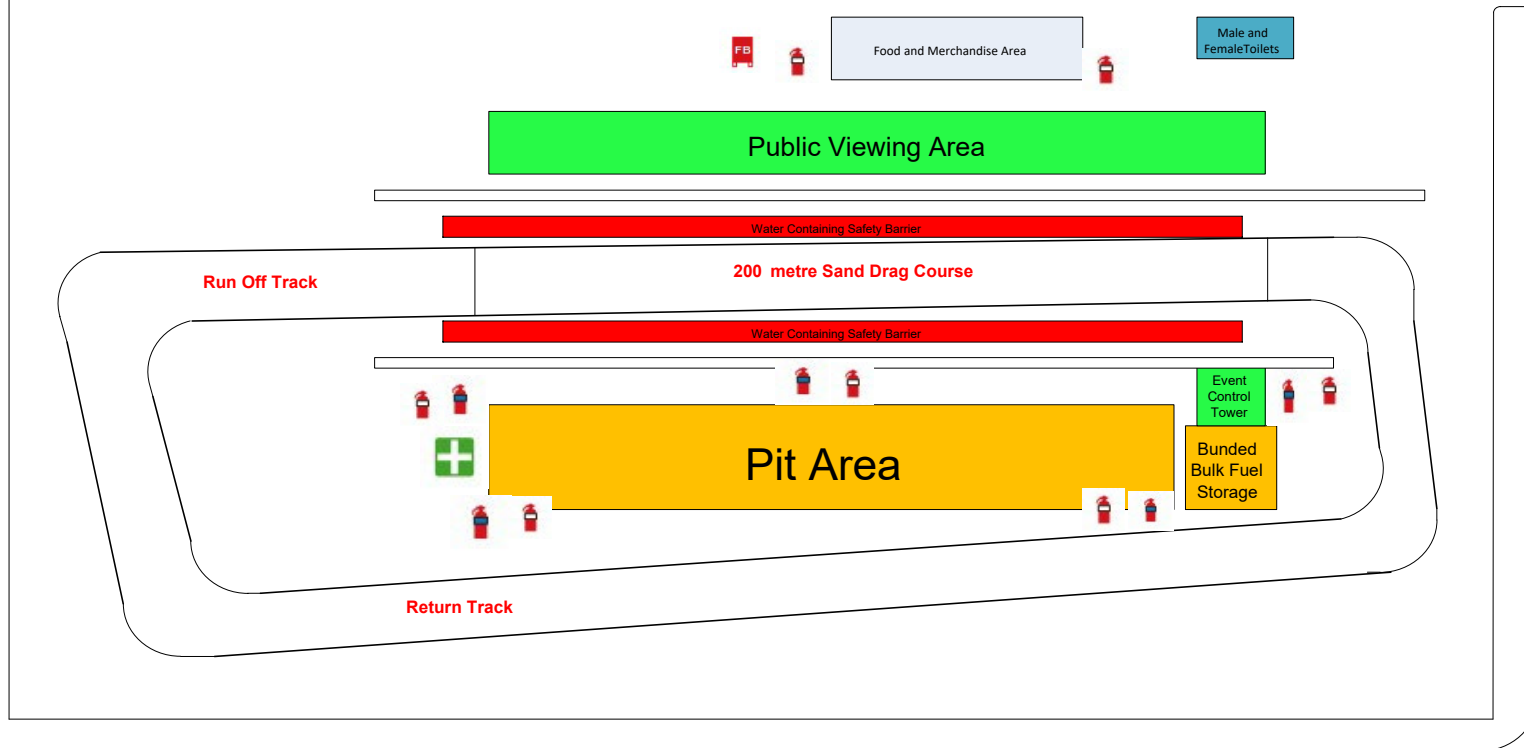 FB
Food and Merchandise Area
Male and
FemaleToilets
Public Viewing Area
Water Containing Safety Barrier
Run Off Track
200 metre Sand Drag Course
Water Containing Safety Barrier
Event
Control
Tower
Pit Area
Bunded
Bulk Fuel
Storage
Return Track